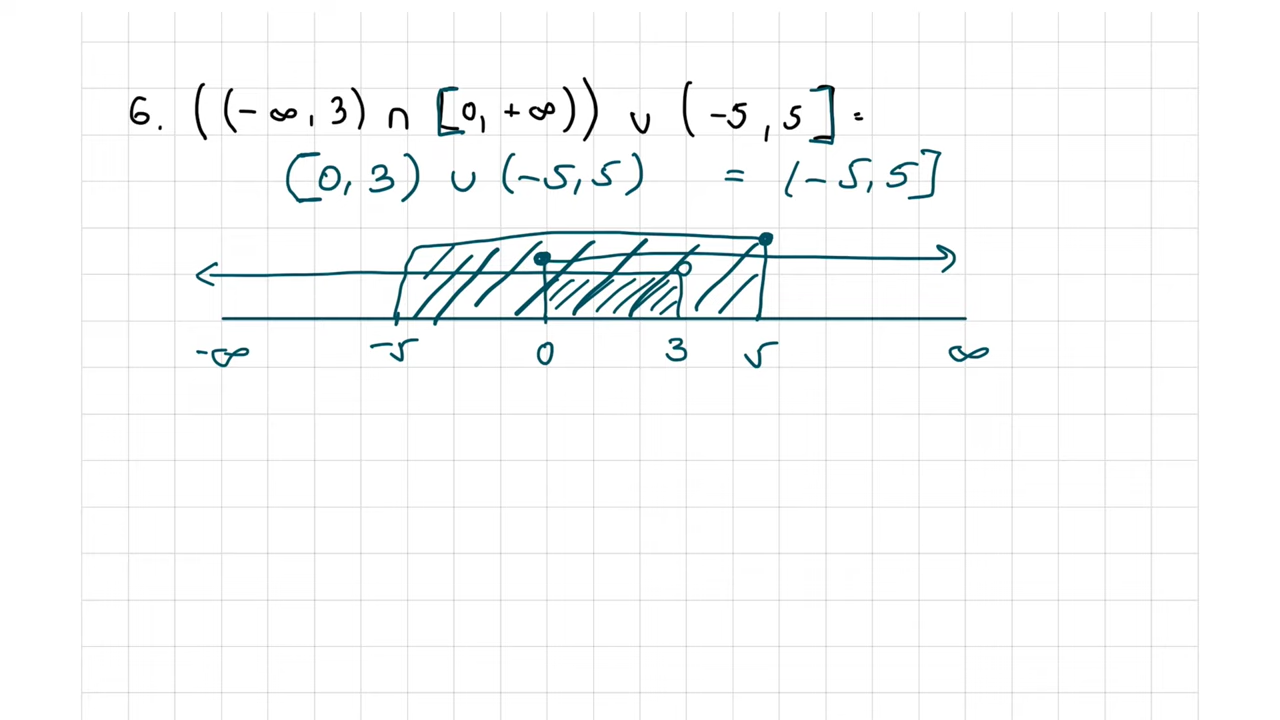 6. ((-∞, 3) ∩ [0, +∞)) ∪ (-5, 5] =
([0, 3) ∪ (-5, 5) = (-5, 5]
-∞ -5 0 3 5 ∞